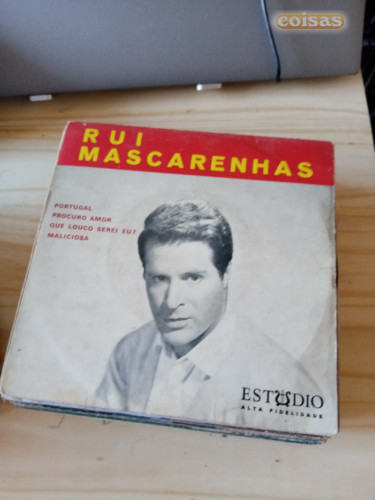 coisas
RUI
MASCARENHAS
PORTUGAL
PROCURO AMOR
QUE LOUCO SEREI EU?
MALICIOSA
ESTÚDIO
ALTA FIDELIDADE